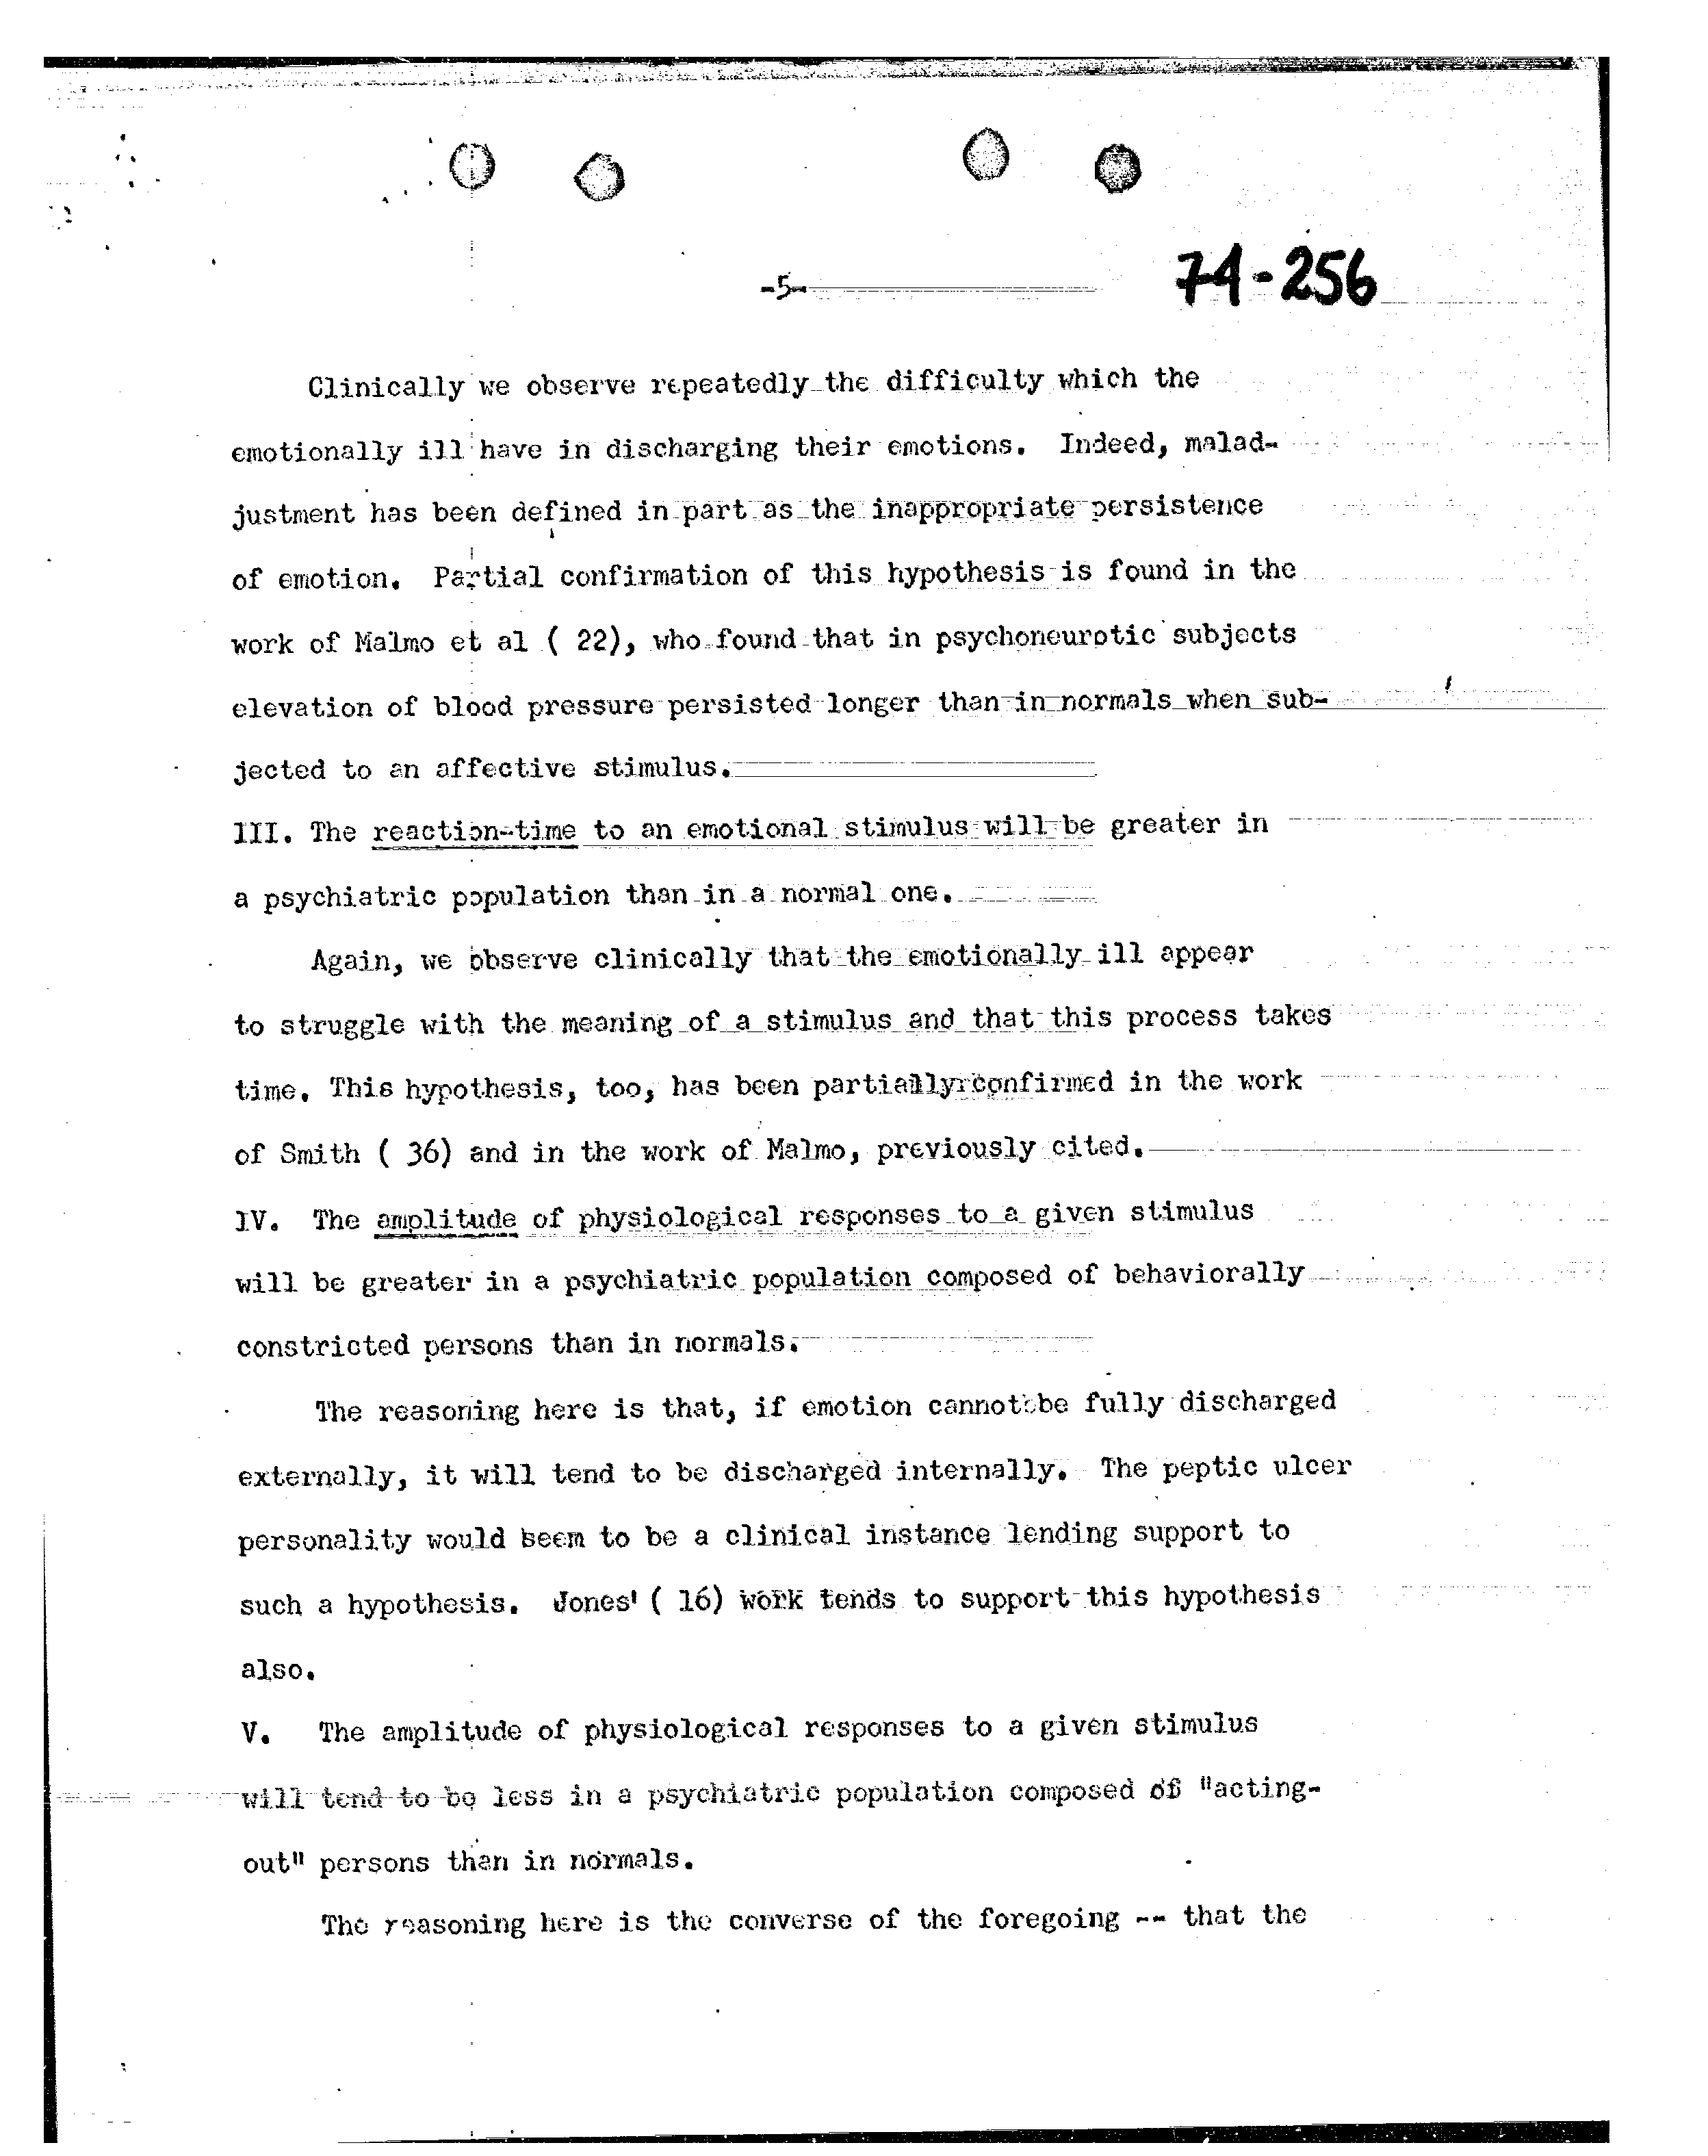 -5-
74-256
Clinically we observe repeatedly the difficulty which the
emotionally ill have in discharging their emotions. Indeed, malad-
justment has been defined in part as the inappropriate persistence
of emotion. Partial confirmation of this hypothesis is found in the
work of Malmo et al ( 22), who found that in psychoneurotic subjects
elevation of blood pressure persisted longer than in normals when sub-
jected to an affective stimulus.
III. The reaction-time to an emotional stimulus will be greater in
a psychiatric population than in a normal one.
Again, we observe clinically that the emotionally ill appear
to struggle with the meaning of a stimulus and that this process takes
time. This hypothesis, too, has been partially confirmed in the work
of Smith ( 36) and in the work of Malmo, previously cited.
IV. The amplitude of physiological responses to a given stimulus
will be greater in a psychiatric population composed of behaviorally
constricted persons than in normals.
The reasoning here is that, if emotion cannot be fully discharged
externally, it will tend to be discharged internally. The peptic ulcer
personality would seem to be a clinical instance lending support to
such a hypothesis. Jones' ( 16) work tends to support this hypothesis
also.
V. The amplitude of physiological responses to a given stimulus
will tend to be less in a psychiatric population composed of "acting-
out" persons than in normals.
The reasoning here is the converse of the foregoing -- that the